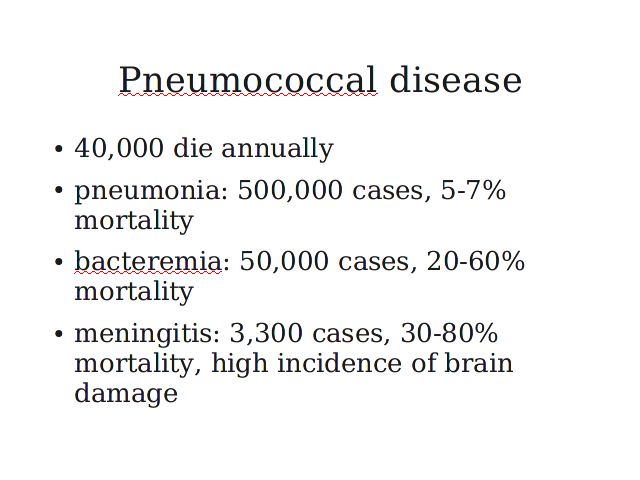 Pneumococcal disease
• 40,000 die annually
• pneumonia: 500,000 cases, 5-7%
mortality
• bacteremia: 50,000 cases, 20-60%
mortality
• meningitis: 3,300 cases, 30-80%
mortality, high incidence of brain
damage